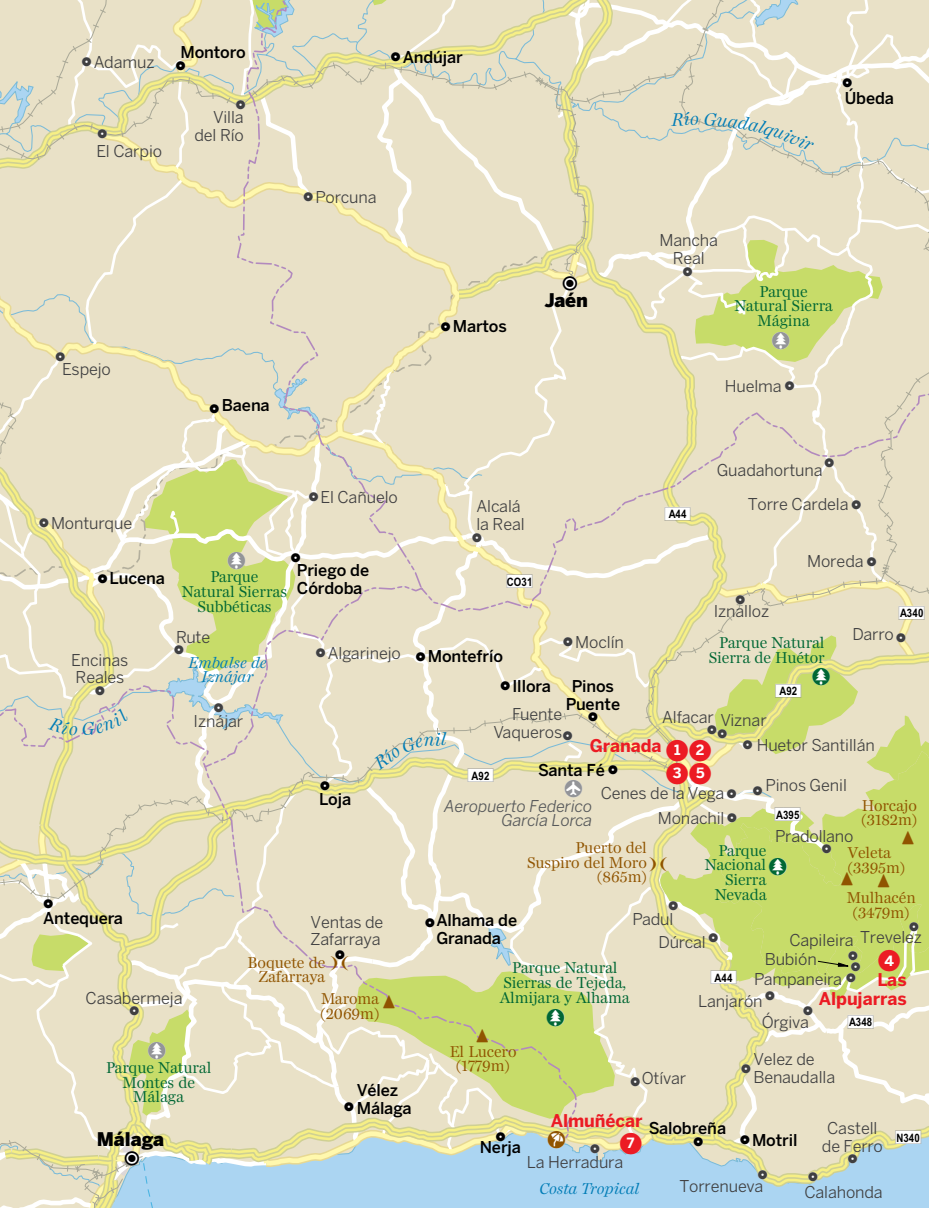 Adamuz
Montoro
Andújar
Úbeda
Villa
del Río
El Carpio
Río Guadalquivir
Porcuna
Mancha
Real
Jaén
Parque
Natural Sierra
Mágina
Martos
Espejo
Huelma
Baena
Guadahortuna
El Cañuelo
Torre Cardela
Alcalá
la Real
A44
Monturque
Moreda
Lucena
Parque
Natural Sierras
Subbéticas
Priego de
Córdoba
CO31
Iznalloz
A340
Darro
Rute
Algarinejo
Montefrío
Moclín
Parque Natural
Sierra de Huétor
Encinas
Reales
Embalse de
Iznájar
Illora
Pinos
Puente
A92
Río Genil
Iznájar
Fuente
Vaqueros
Alfacar
Viznar
Río Genil
Granada
1
2
Huetor Santillán
A92
Santa Fé
3
5
Loja
Aeropuerto Federico
García Lorca
Cenes de la Vega
Pinos Genil
Monachil
A395
Horcajo
(3182m)
Pradollano
Puerto del
Suspiro del Moro
(865m)
Parque
Nacional
Sierra
Nevada
Veleta
(3395m)
Mulhacén
(3479m)
Antequera
Ventas de
Zafarraya
Alhama de
Granada
Padul
Dúrcal
Capileira
Trevelez
Bubión
Pampaneira
4
Las
Alpujarras
Boquete de
Zafarraya
Parque Natural
Sierras de Tejeda,
Almijara y Alhama
A44
Casabermeja
Maroma
(2069m)
Lanjarón
Órgiva
A348
El Lucero
(1779m)
Parque Natural
Montes de
Málaga
Velez de
Benaudalla
Otívar
Vélez
Málaga
Málaga
Almuñécar
7
Salobreña
Nerja
La Herradura
Motril
Castell
de Ferro
N340
Costa Tropical
Torrenueva
Calahonda